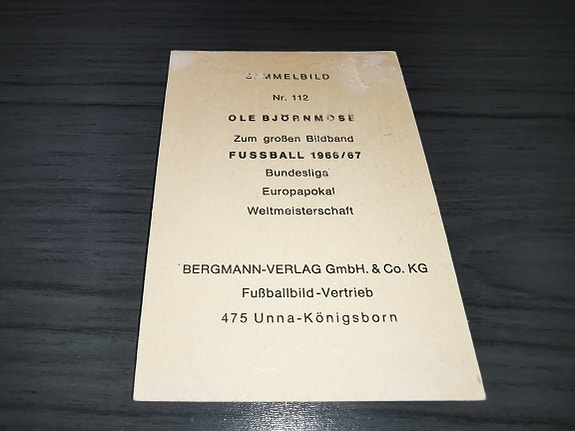 SAMMELBILD
Nr. 112
OLE BJÖRNMOSE
Zum großen Bildband
FUSSBALL 1966/67
Bundesliga
Europapokal
Weltmeisterschaft
BERGMANN-VERLAG GmbH. & Co. KG
Fußballbild-Vertrieb
475 Unna-Königsborn